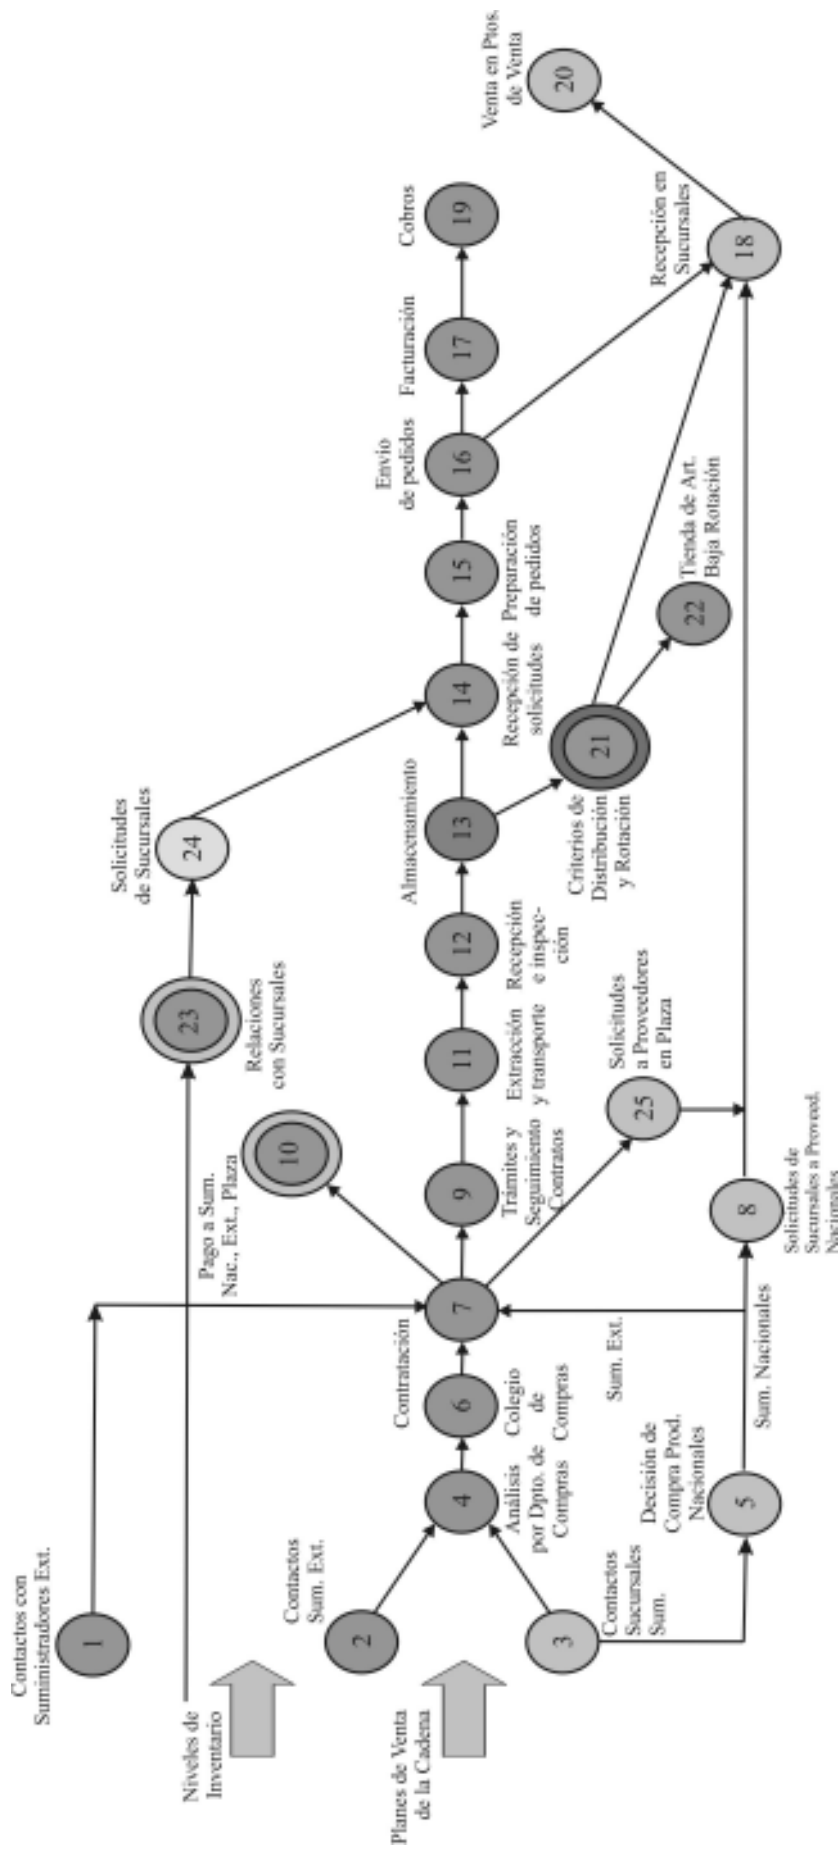 Contactos con
Suministradores Ext.
1
Niveles de
Inventario
Planes de Venta
de la Cadena
2
Contactos
Sum. Ext.
3
Contactos
Sucursales
Sum.
4
Análisis
por Dpto. de
Compras
5
Decisión de
Compra Prod.
Nacionales
6
Colegio
de
Compras
7
Contratación
Sum. Ext.
Sum. Nacionales
8
Solicitudes de
Sucursales a Proveed.
Nacionales
Pago a Sum.
Nac., Ext., Plaza
10
9
Trámites y
Seguimiento
Contratos
25
Solicitudes
a Proveedores
en Plaza
23
Relaciones
con Sucursales
11
Extracción
y transporte
12
Recepción
e inspec-
ción
Solicitudes
de Sucursales
24
Almacenamiento
13
21
Criterios de
Distribución
y Rotación
14
Recepción de
solicitudes
22
Tienda de Art.
Baja Rotación
15
Preparación
de pedidos
Envio
de pedidos
16
Facturación
17
Cobros
19
Recepción en
Sucursales
18
Venta en Ptos.
de Venta
20